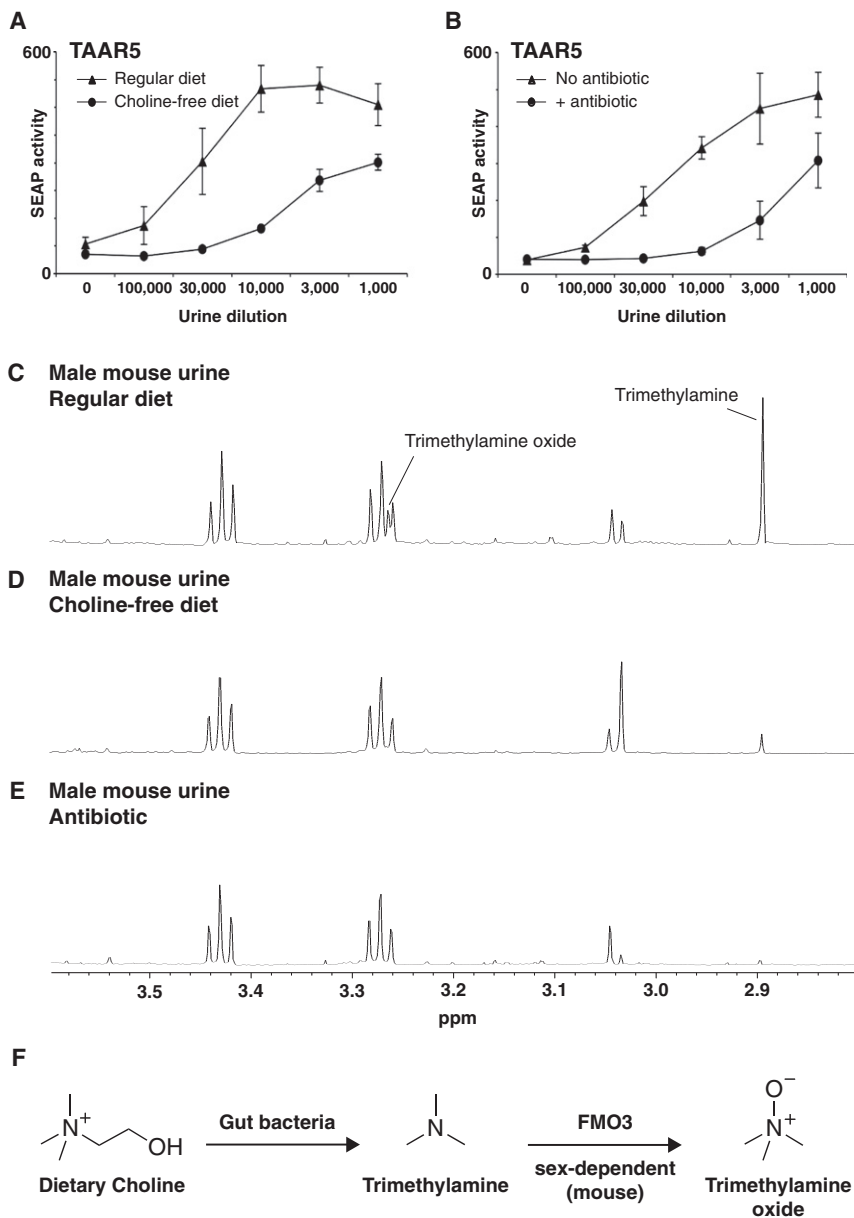 A
TAAR5
600
Regular diet
Choline-free diet
SEAP activity
0
0 100,000 30,000 10,000 3,000 1,000
Urine dilution
B
TAAR5
600
No antibiotic
+ antibiotic
SEAP activity
0
0 100,000 30,000 10,000 3,000 1,000
Urine dilution
C Male mouse urine
Regular diet
Trimethylamine oxide
Trimethylamine
D Male mouse urine
Choline-free diet
E Male mouse urine
Antibiotic
3.5 3.4 3.3 3.2 3.1 3.0 2.9
ppm
F
N+
OH
Dietary Choline
Gut bacteria
N
Trimethylamine
FMO3
sex-dependent
(mouse)
O−
N+
Trimethylamine
oxide